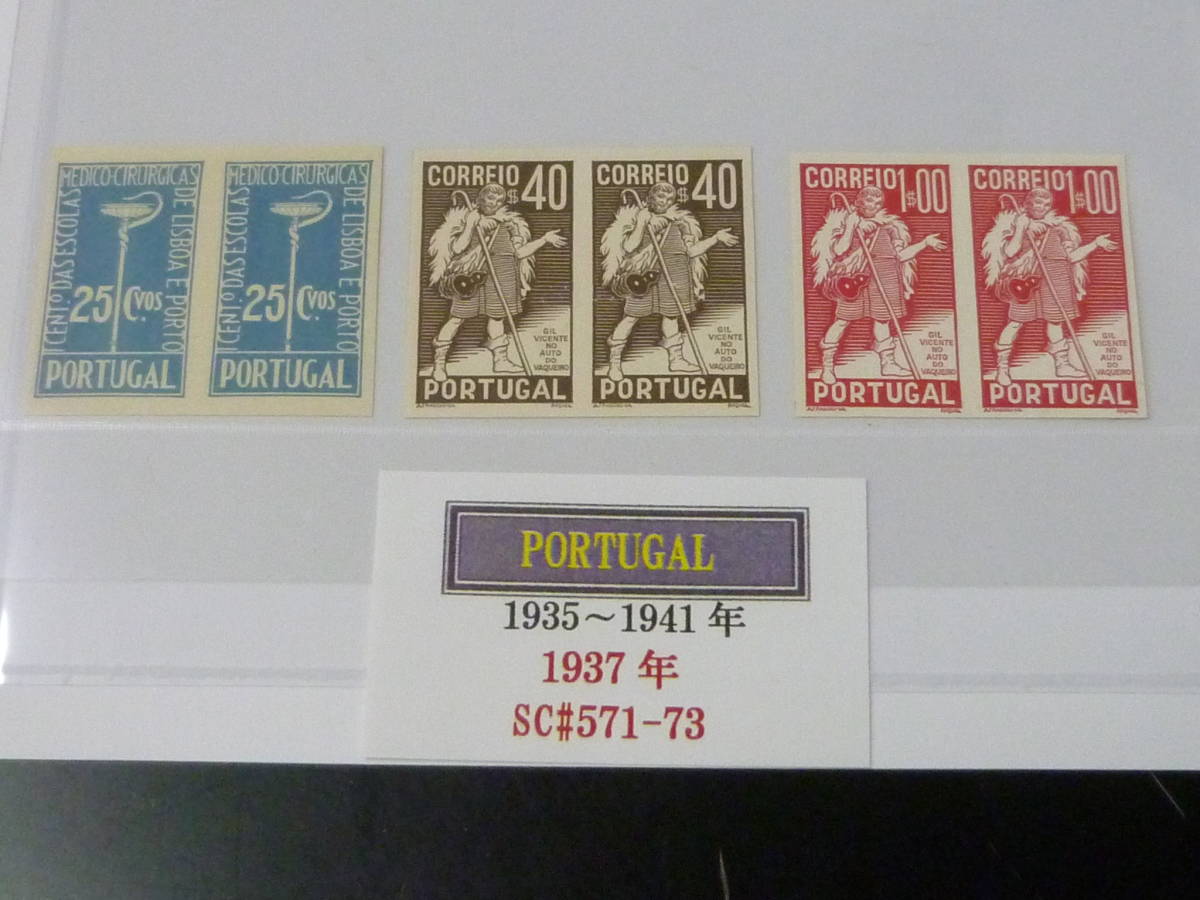 CENTº DAS ESCOLAS
MEDICO-CIRURGICAS
DE LISBOA E PORTO
25 Cvos
PORTUGAL
CENTº DAS ESCOLAS
MEDICO-CIRURGICAS
DE LISBOA E PORTO
25 Cvos
PORTUGAL
CORREIO
$40
GIL
VICENTE
NO
AUTO
DO
VAQUEIRO
PORTUGAL
CORREIO
$40
GIL
VICENTE
NO
AUTO
DO
VAQUEIRO
PORTUGAL
CORREIO
1$00
GIL
VICENTE
NO
AUTO
DO
VAQUEIRO
PORTUGAL
CORREIO
1$00
GIL
VICENTE
NO
AUTO
DO
VAQUEIRO
PORTUGAL
PORTUGAL
1935～1941 年
1937 年
SC#571-73